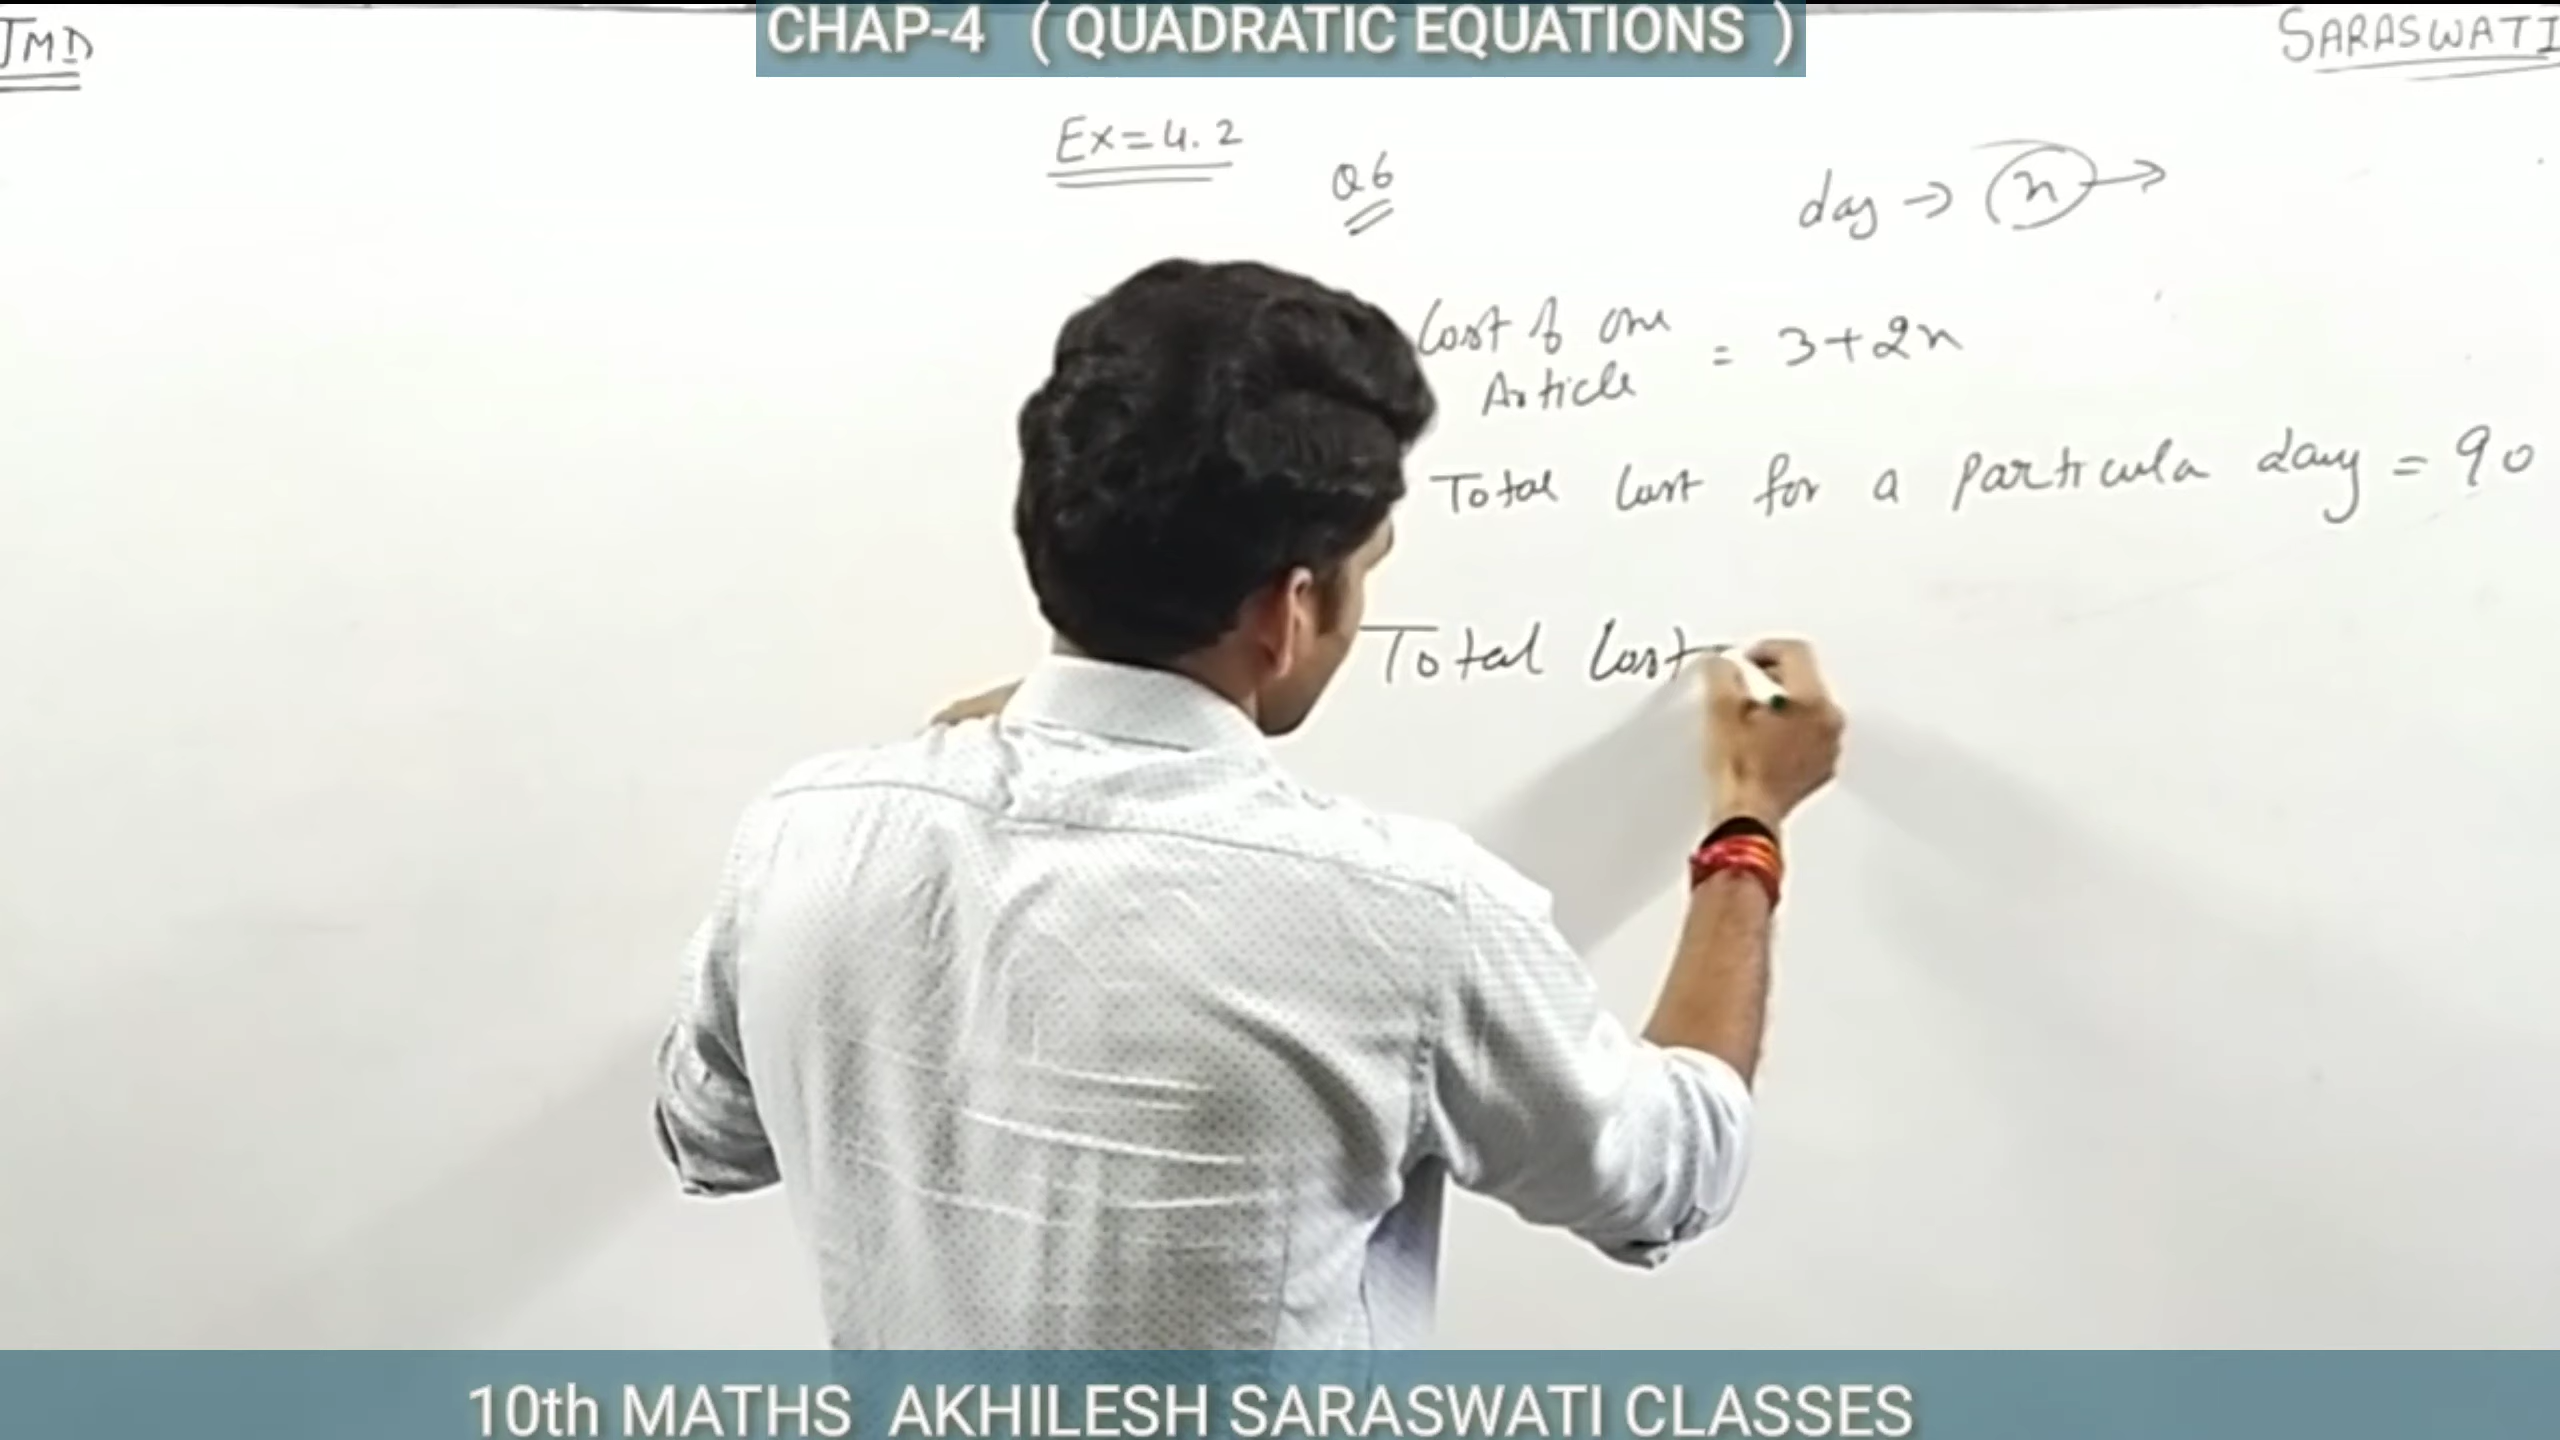 CHAP-4 ( QUADRATIC EQUATIONS )
JMD
SARASWATI
Ex=4.2
Q6
day → n →
Cost of one
Article = 3+2n
Total Cost for a particula day = 90
Total Cost
10th MATHS AKHILESH SARASWATI CLASSES